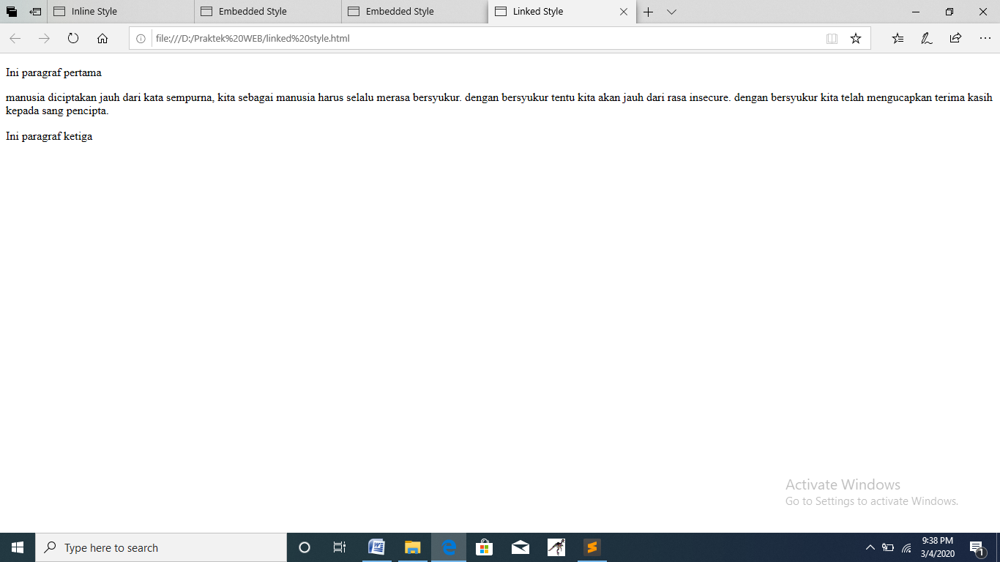 Inline Style
Embedded Style
Embedded Style
Linked Style
file:///D:/Praktek%20WEB/linked%20style.html
Ini paragraf pertama
manusia diciptakan jauh dari kata sempurna, kita sebagai manusia harus selalu merasa bersyukur. dengan bersyukur tentu kita akan jauh dari rasa insecure. dengan bersyukur kita telah mengucapkan terima kasih
kepada sang pencipta.
Ini paragraf ketiga
Activate Windows
Go to Settings to activate Windows.
Type here to search
9:38 PM
3/4/2020
1